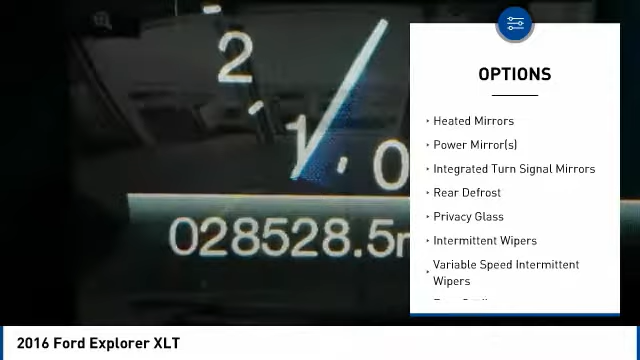 2
1
0
028528.5
OPTIONS
Heated Mirrors
Power Mirror(s)
Integrated Turn Signal Mirrors
Rear Defrost
Privacy Glass
Intermittent Wipers
Variable Speed Intermittent
Wipers
2016 Ford Explorer XLT